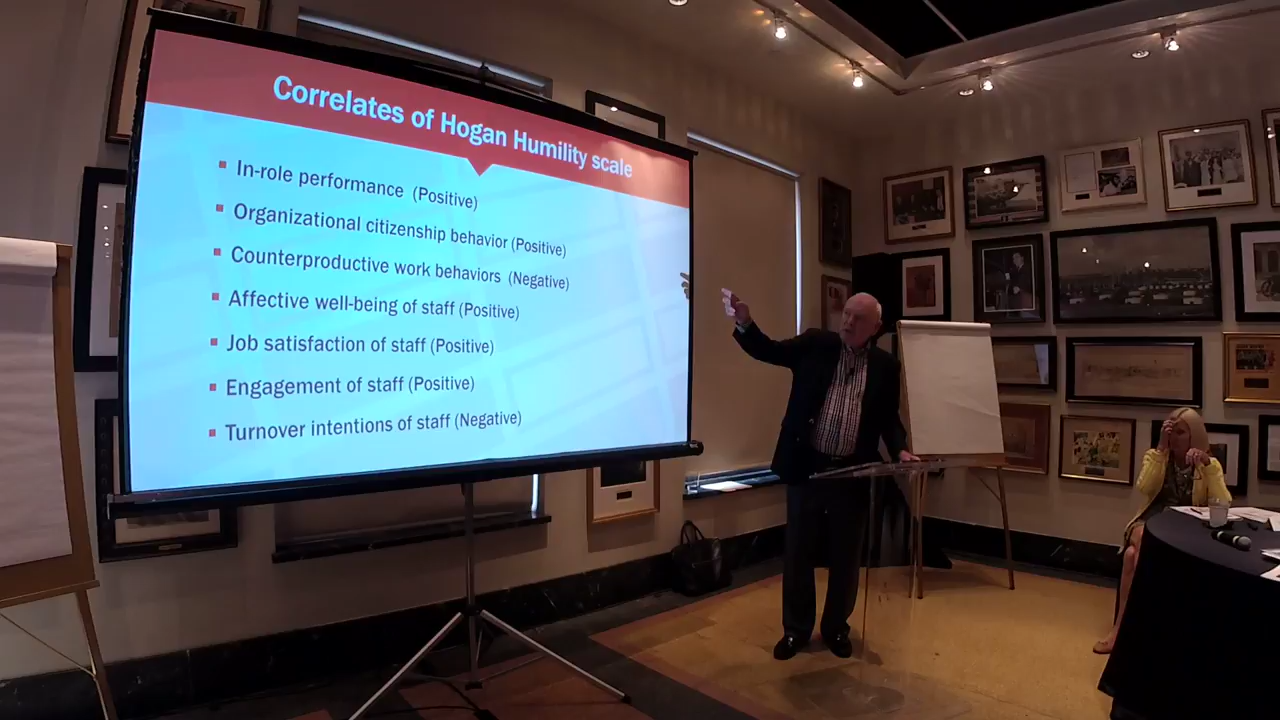 Correlates of Hogan Humility scale
In-role performance (Positive)
Organizational citizenship behavior (Positive)
Counterproductive work behaviors (Negative)
Affective well-being of staff (Positive)
Job satisfaction of staff (Positive)
Engagement of staff (Positive)
Turnover intentions of staff (Negative)